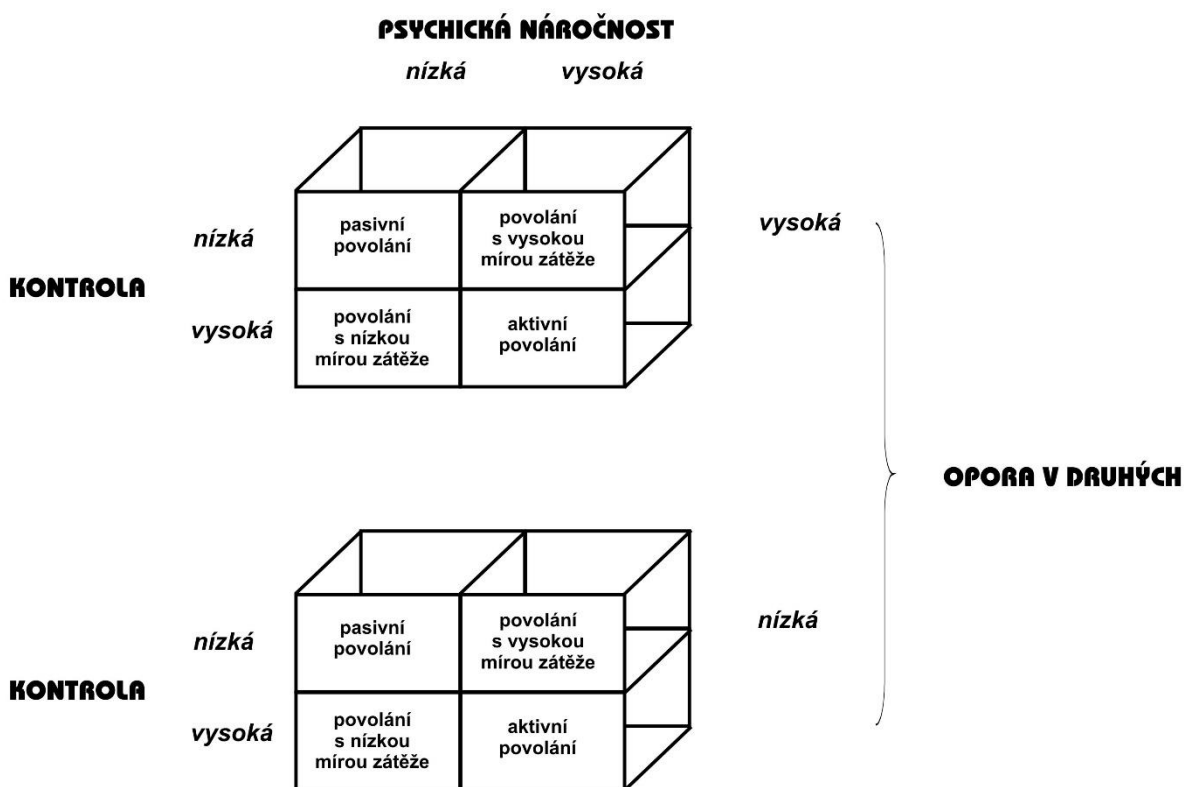 PSYCHICKÁ NÁROČNOST
nízká vysoká
nízká
pasivní
povolání
povolání
s vysokou
mírou zátěže
vysoká
KONTROLA
vysoká
povolání
s nízkou
mírou zátěže
aktivní
povolání
OPORA V DRUHÝCH
nízká
pasivní
povolání
povolání
s vysokou
mírou zátěže
nízká
KONTROLA
vysoká
povolání
s nízkou
mírou zátěže
aktivní
povolání